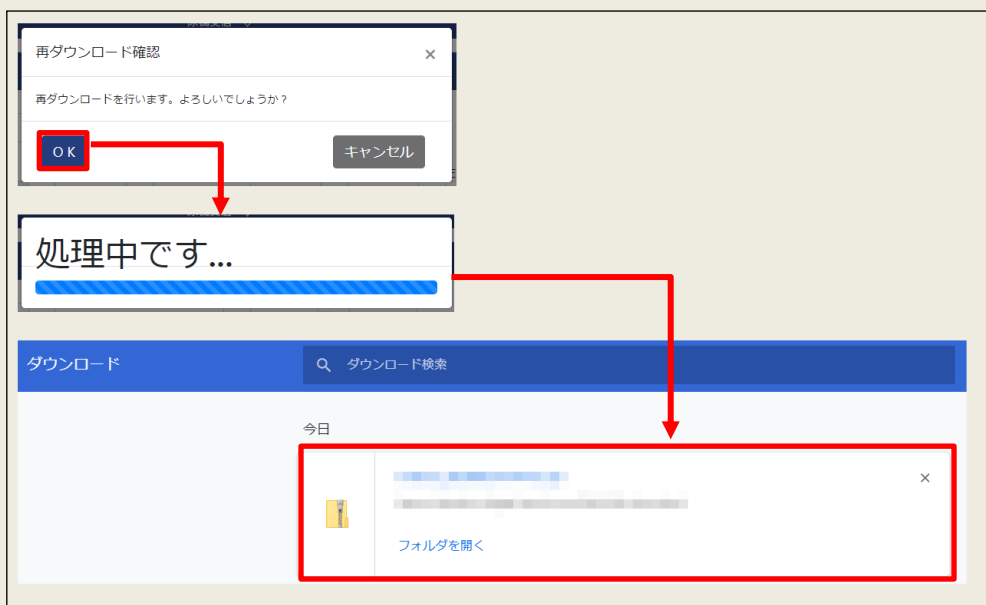 再ダウンロード確認
×
再ダウンロードを行います。よろしいでしょうか？
ＯＫ
キャンセル
処理中です...
ダウンロード
ダウンロード検索
今日
×
フォルダを開く